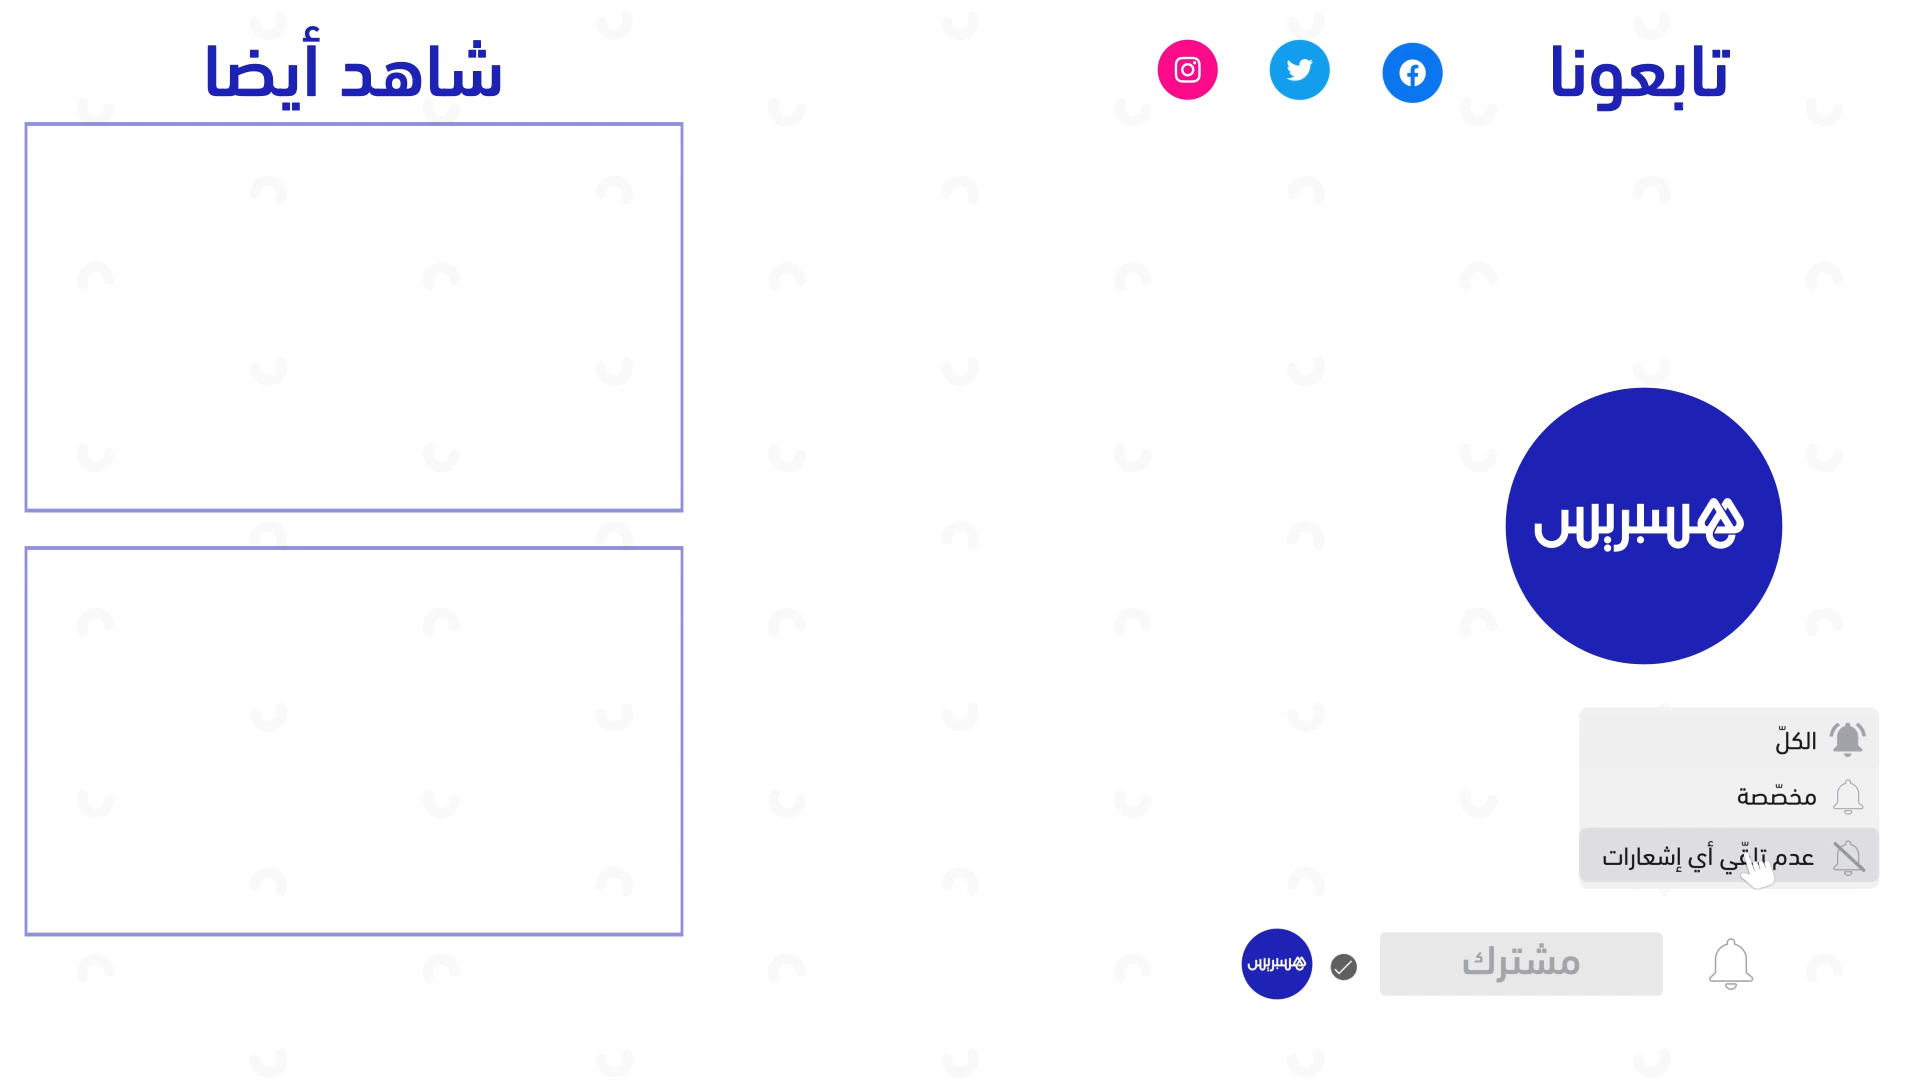 تابعونا
شاهد أيضا
هسبريس
الكلّ
مخصّصة
عدم تلقّي أي إشعارات
مشترك
هسبريس